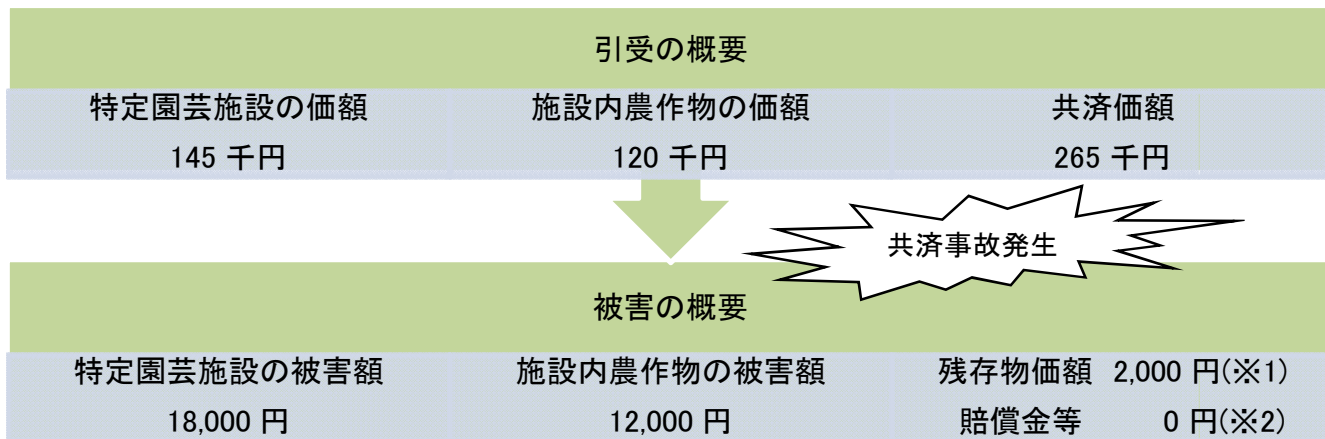 引受の概要
特定園芸施設の価額 施設内農作物の価額 共済価額
145 千円 120 千円 265 千円
共済事故発生
被害の概要
特定園芸施設の被害額 施設内農作物の被害額 残存物価額 2,000 円(※1)
18,000 円 12,000 円 賠償金等 0 円(※2)